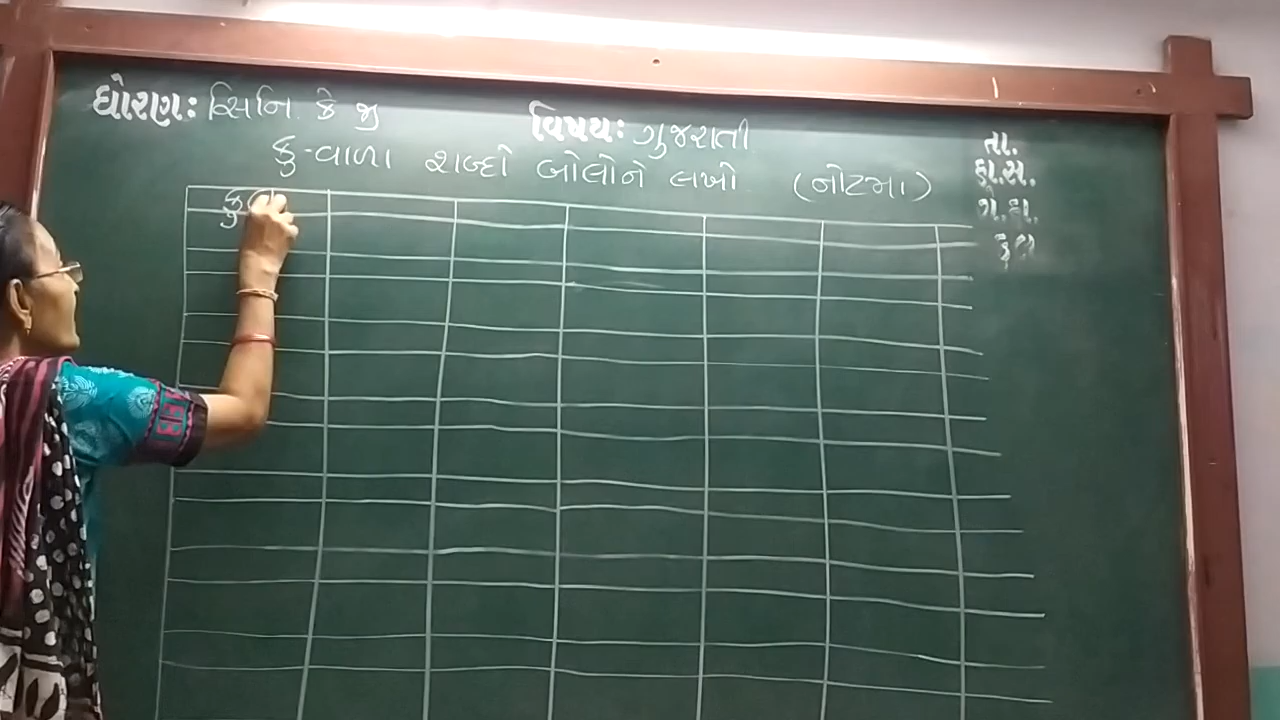 ધોરણ: સિનિ. કે જી
વિષય: ગુજરાતી
કુ-વાળા શબ્દો બોલોને લખો (નોટમા)
તા.
હા.સ.
ગે.હા.
કુલ